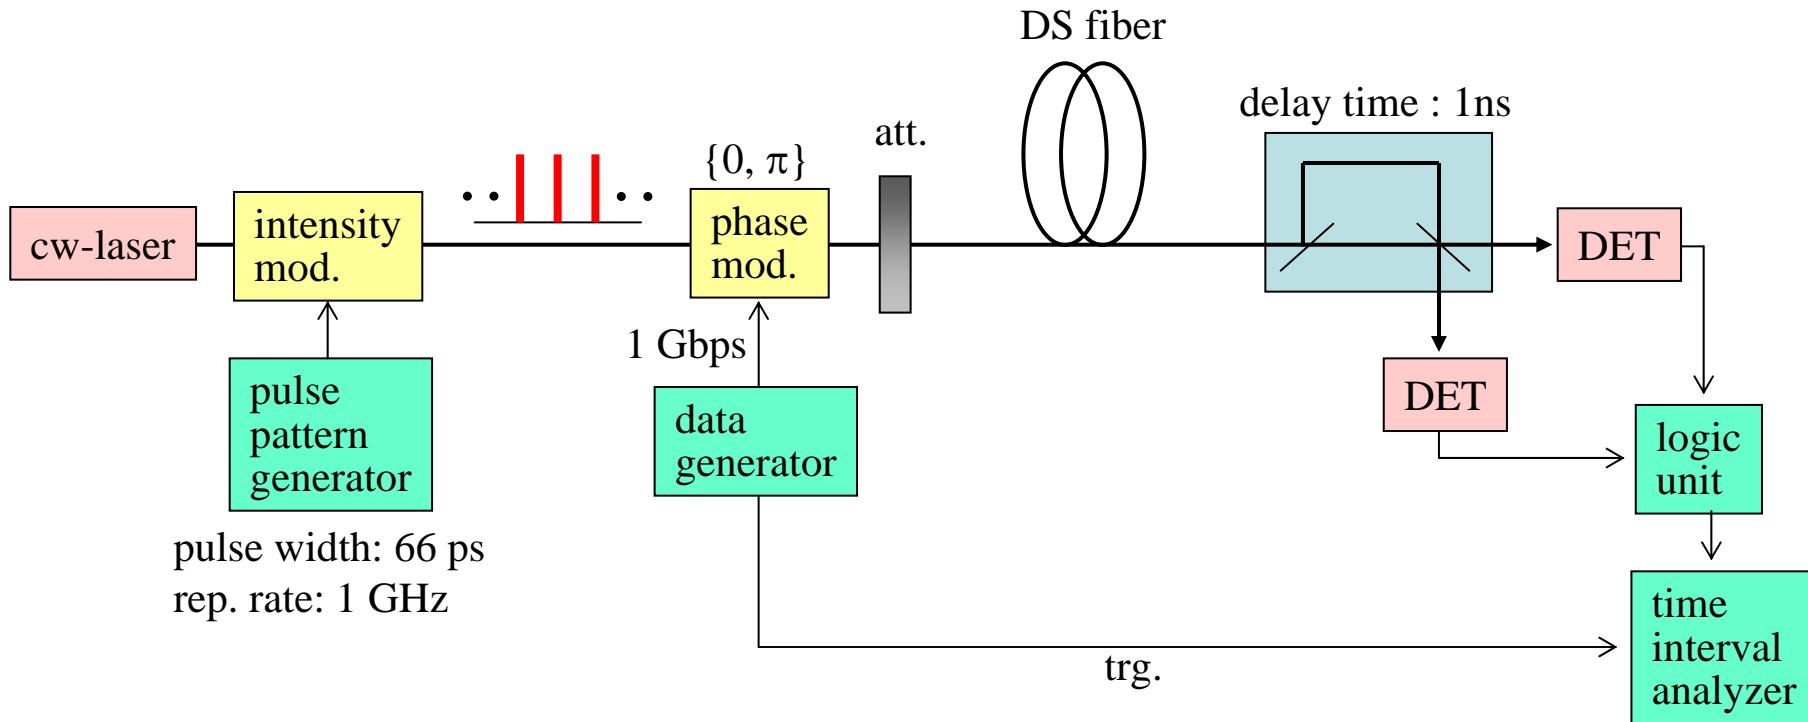 DS fiber
delay time : 1ns
att.
{0, π}
cw-laser
intensity
mod.
phase
mod.
DET
1 Gbps
DET
pulse
pattern
generator
data
generator
logic
unit
pulse width: 66 ps
rep. rate: 1 GHz
time
interval
analyzer
trg.